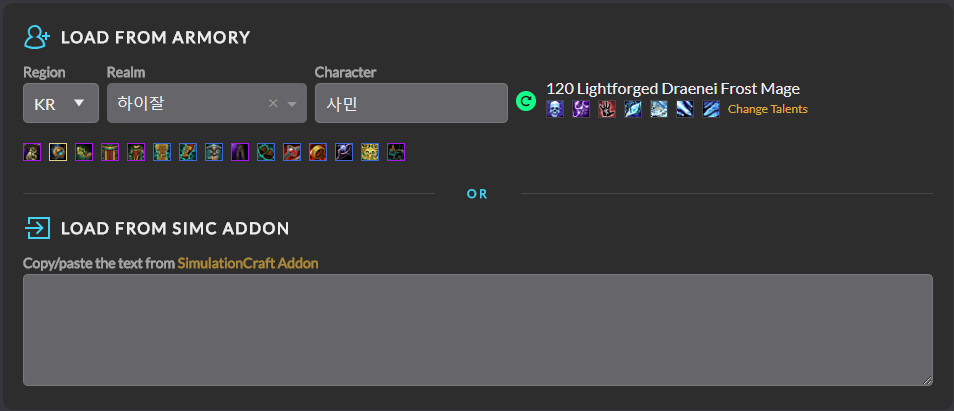 LOAD FROM ARMORY
Region Realm Character
KR 하이잘 사민
120 Lightforged Draenei Frost Mage
Change Talents
OR
LOAD FROM SIMC ADDON
Copy/paste the text from SimulationCraft Addon